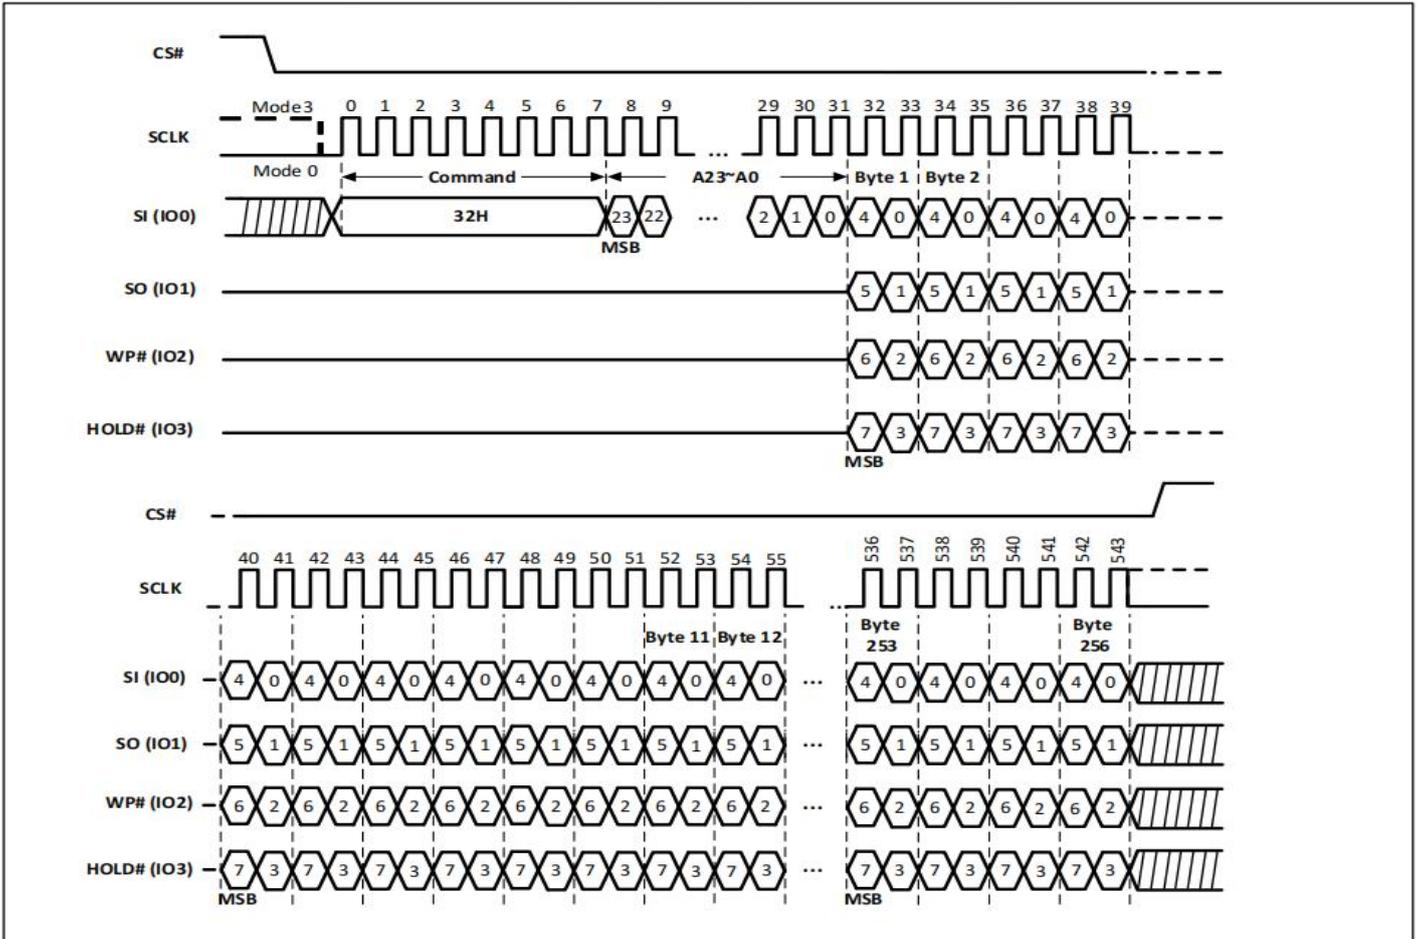 CS#
Mode3 0 1 2 3 4 5 6 7 8 9 29 30 31 32 33 34 35 36 37 38 39
SCLK
...
Mode 0 Command A23~A0 Byte 1 Byte 2
SI (IO0) 32H 23 22 ... 2 1 0 4 0 4 0 4 0 4 0
MSB
SO (IO1) 5 1 5 1 5 1 5 1
WP# (IO2) 6 2 6 2 6 2 6 2
HOLD# (IO3) 7 3 7 3 7 3 7 3
MSB
CS#
40 41 42 43 44 45 46 47 48 49 50 51 52 53 54 55 536 537 538 539 540 541 542 543
SCLK
...
Byte 11 Byte 12 Byte 253 Byte 256
SI (IO0) 4 0 4 0 4 0 4 0 4 0 4 0 4 0 4 0 ... 4 0 4 0 4 0 4 0
SO (IO1) 5 1 5 1 5 1 5 1 5 1 5 1 5 1 5 1 ... 5 1 5 1 5 1 5 1
WP# (IO2) 6 2 6 2 6 2 6 2 6 2 6 2 6 2 6 2 ... 6 2 6 2 6 2 6 2
HOLD# (IO3) 7 3 7 3 7 3 7 3 7 3 7 3 7 3 7 3 ... 7 3 7 3 7 3 7 3
MSB MSB